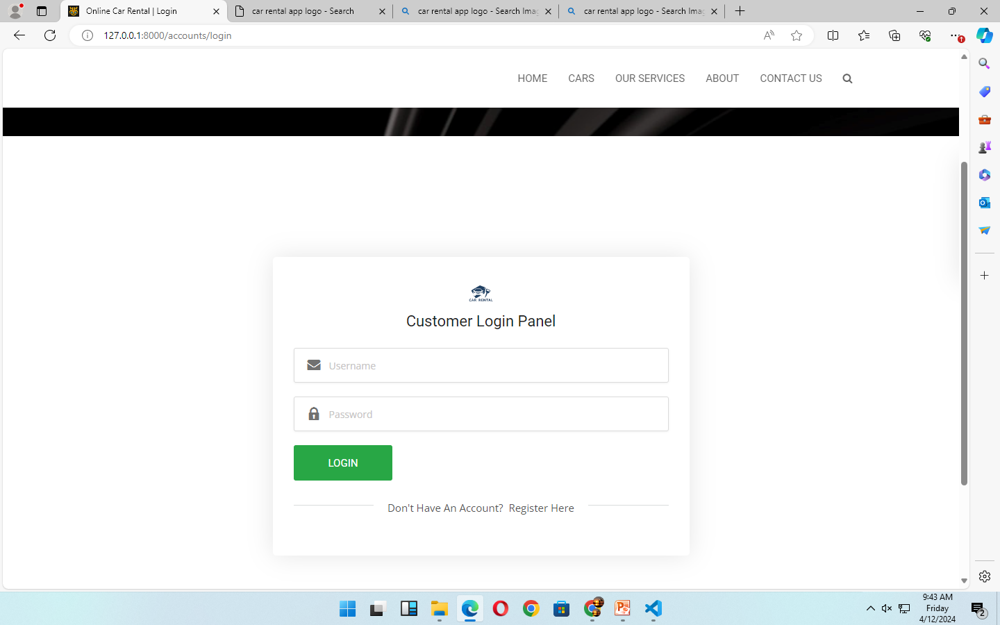 Online Car Rental | Login
car rental app logo - Search
car rental app logo - Search Imag
car rental app logo - Search Imag
127.0.0.1:8000/accounts/login
HOME
CARS
OUR SERVICES
ABOUT
CONTACT US
CAR RENTAL
Customer Login Panel
Username
Password
LOGIN
Don't Have An Account? Register Here
9:43 AM
Friday
4/12/2024
2